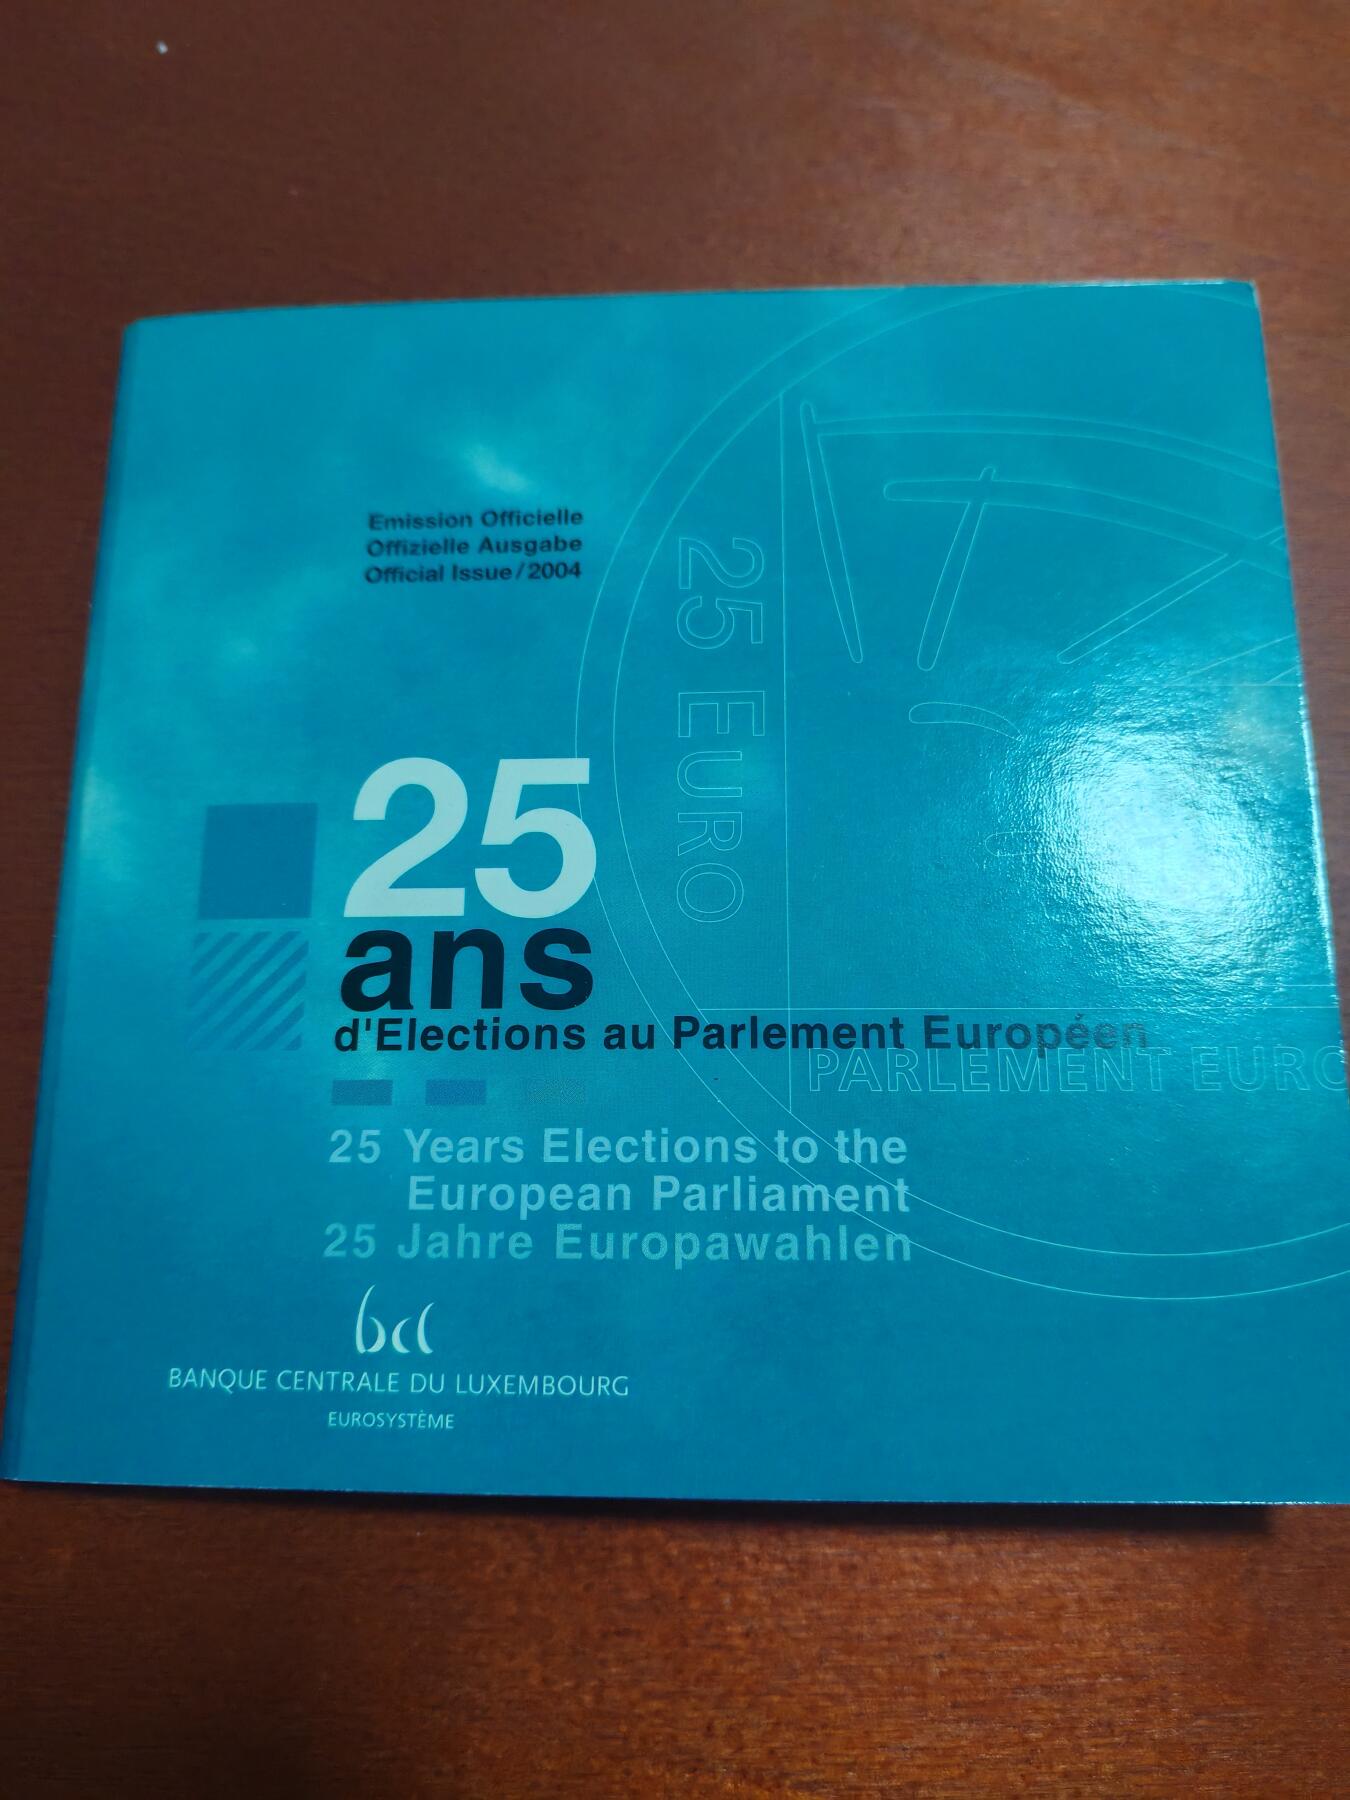 Emission Officielle
Offizielle Ausgabe
Official Issue/2004
25 EURO
25
ans
d'Elections au Parlement Européen
PARLEMENT EURO
25 Years Elections to the
European Parliament
25 Jahre Europawahlen
bcl
BANQUE CENTRALE DU LUXEMBOURG
EUROSYSTÈME